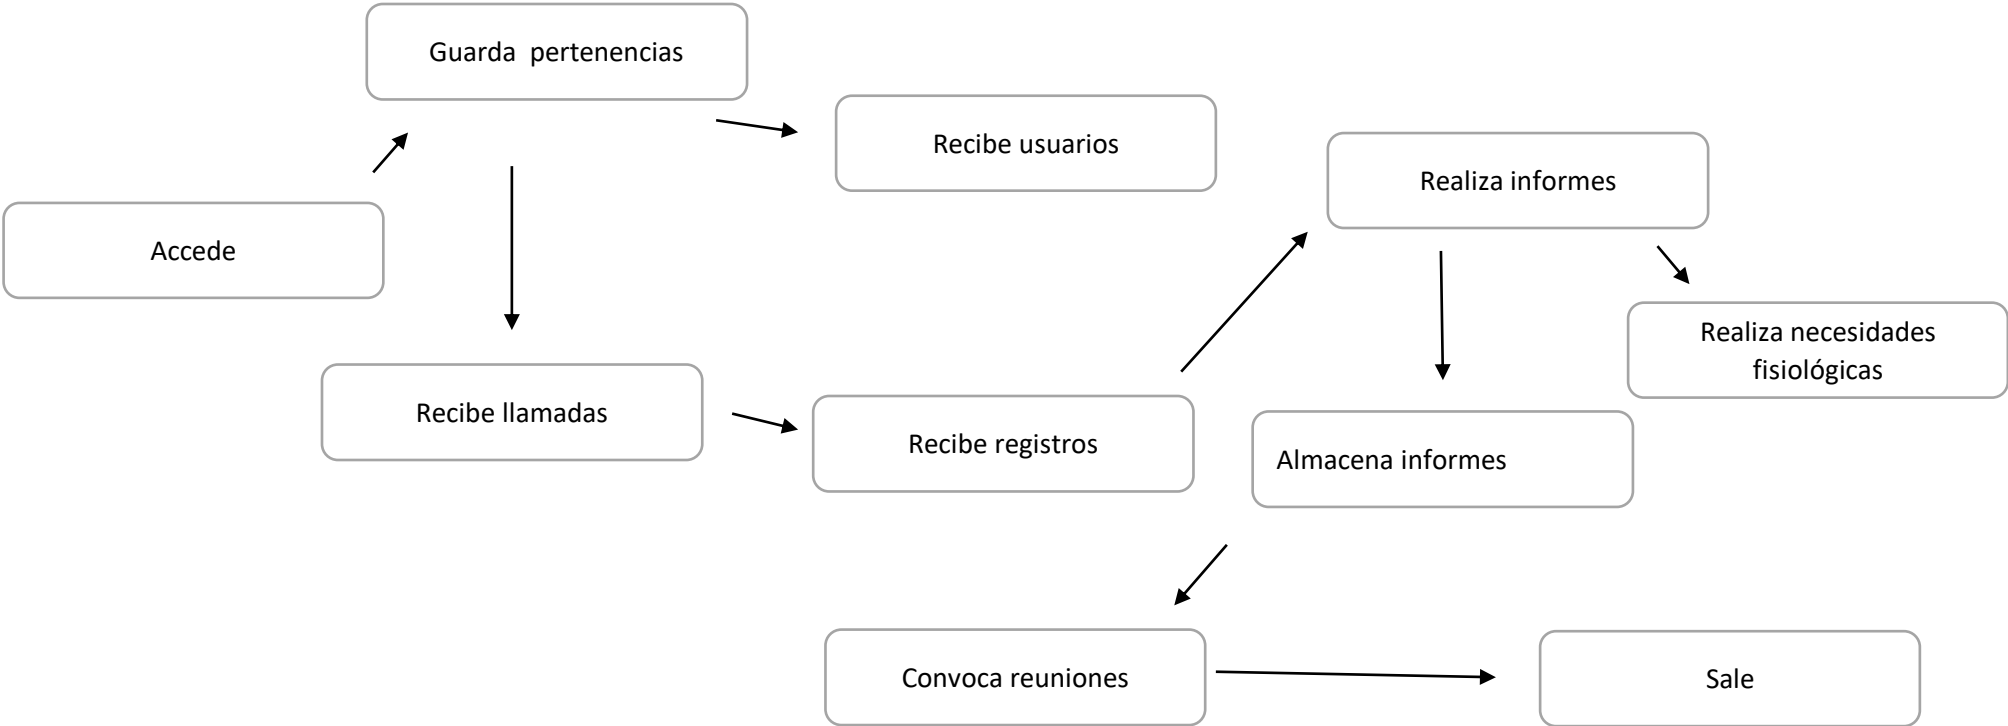 Guarda  pertenencias
Recibe usuarios
Realiza informes
Accede
Realiza necesidades
fisiológicas
Recibe llamadas
Recibe registros
Almacena informes
Convoca reuniones
Sale